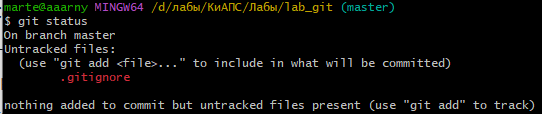 marte@aaarny MINGW64 /d/лабы/КиАПС/Лабы/lab_git (master)
$ git status
On branch master
Untracked files:
  (use "git add <file>..." to include in what will be committed)
        .gitignore

nothing added to commit but untracked files present (use "git add" to track)